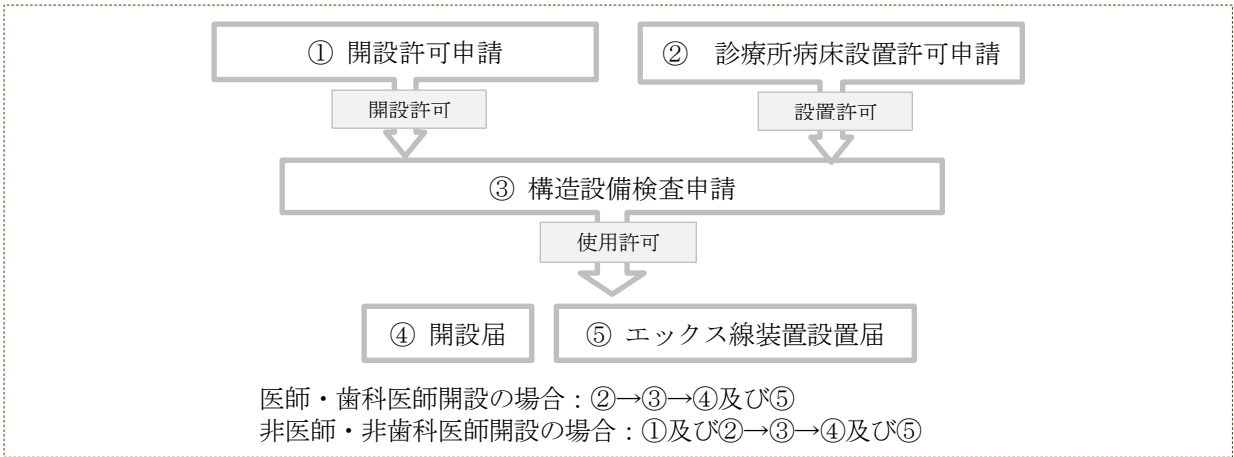 ① 開設許可申請
② 診療所病床設置許可申請
開設許可
設置許可
③ 構造設備検査申請
使用許可
④ 開設届
⑤ エックス線装置設置届
医師・歯科医師開設の場合：②→③→④及び⑤
非医師・非歯科医師開設の場合：①及び②→③→④及び⑤